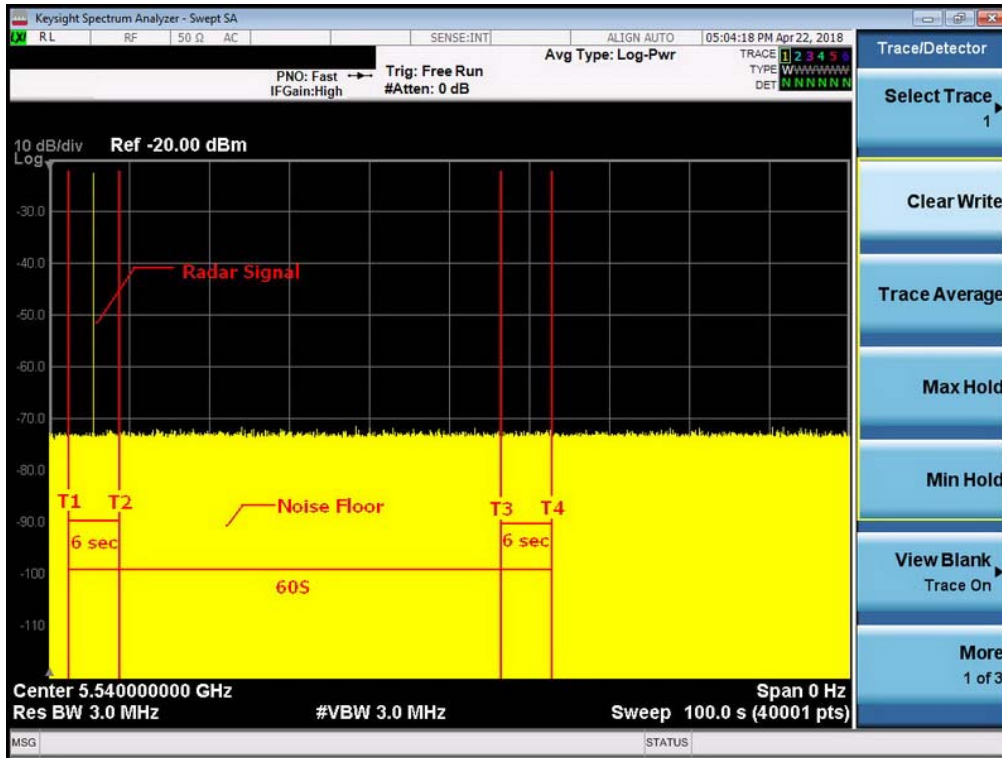 Keysight Spectrum Analyzer - Swept SA
LXI RL RF 50 Ω AC SENSE:INT ALIGN AUTO 05:04:18 PM Apr 22, 2018
Avg Type: Log-Pwr
TRACE 1 2 3 4 5 6
PNO: Fast Trig: Free Run
TYPE WWWWWW
IFGain:High #Atten: 0 dB
DET N N N N N N
Trace/Detector
Select Trace
1
Clear Write
Trace Average
Max Hold
Min Hold
View Blank
Trace On
More
1 of 3
10 dB/div Ref -20.00 dBm
Log
-30.0
-40.0
Radar Signal
-50.0
-60.0
-70.0
-80.0
T1 T2 Noise Floor T3 T4
-90.0
6 sec 6 sec
-100
60S
-110
Center 5.540000000 GHz Span 0 Hz
Res BW 3.0 MHz #VBW 3.0 MHz Sweep 100.0 s (40001 pts)
MSG STATUS